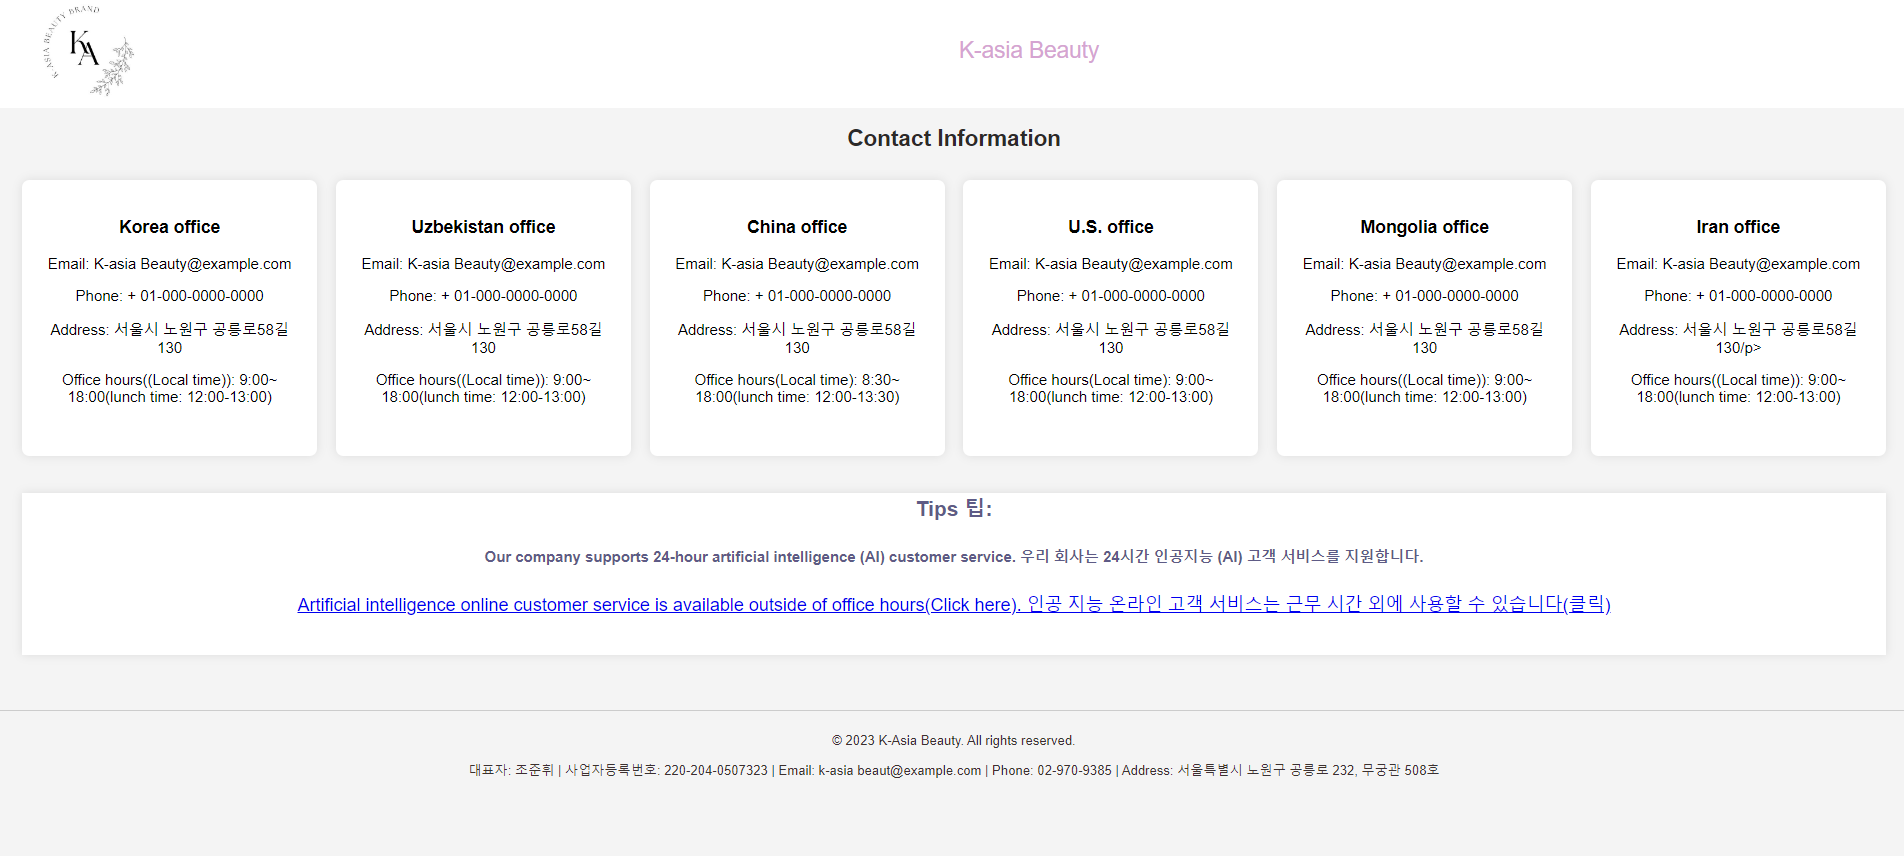 K-ASIA BEAUTY BRAND
KA
K-asia Beauty
Contact Information
Korea office
Email: K-asia Beauty@example.com
Phone: + 01-000-0000-0000
Address: 서울시 노원구 공릉로58길
130
Office hours((Local time)): 9:00~
18:00(lunch time: 12:00-13:00)
Uzbekistan office
Email: K-asia Beauty@example.com
Phone: + 01-000-0000-0000
Address: 서울시 노원구 공릉로58길
130
Office hours((Local time)): 9:00~
18:00(lunch time: 12:00-13:00)
China office
Email: K-asia Beauty@example.com
Phone: + 01-000-0000-0000
Address: 서울시 노원구 공릉로58길
130
Office hours(Local time): 8:30~
18:00(lunch time: 12:00-13:30)
U.S. office
Email: K-asia Beauty@example.com
Phone: + 01-000-0000-0000
Address: 서울시 노원구 공릉로58길
130
Office hours(Local time): 9:00~
18:00(lunch time: 12:00-13:00)
Mongolia office
Email: K-asia Beauty@example.com
Phone: + 01-000-0000-0000
Address: 서울시 노원구 공릉로58길
130
Office hours((Local time)): 9:00~
18:00(lunch time: 12:00-13:00)
Iran office
Email: K-asia Beauty@example.com
Phone: + 01-000-0000-0000
Address: 서울시 노원구 공릉로58길
130/p>
Office hours((Local time)): 9:00~
18:00(lunch time: 12:00-13:00)
Tips 팁:
Our company supports 24-hour artificial intelligence (AI) customer service. 우리 회사는 24시간 인공지능 (AI) 고객 서비스를 지원합니다.
Artificial intelligence online customer service is available outside of office hours(Click here). 인공 지능 온라인 고객 서비스는 근무 시간 외에 사용할 수 있습니다(클릭)
© 2023 K-Asia Beauty. All rights reserved.
대표자: 조준휘 | 사업자등록번호: 220-204-0507323 | Email: k-asia beaut@example.com | Phone: 02-970-9385 | Address: 서울특별시 노원구 공릉로 232, 무궁관 508호